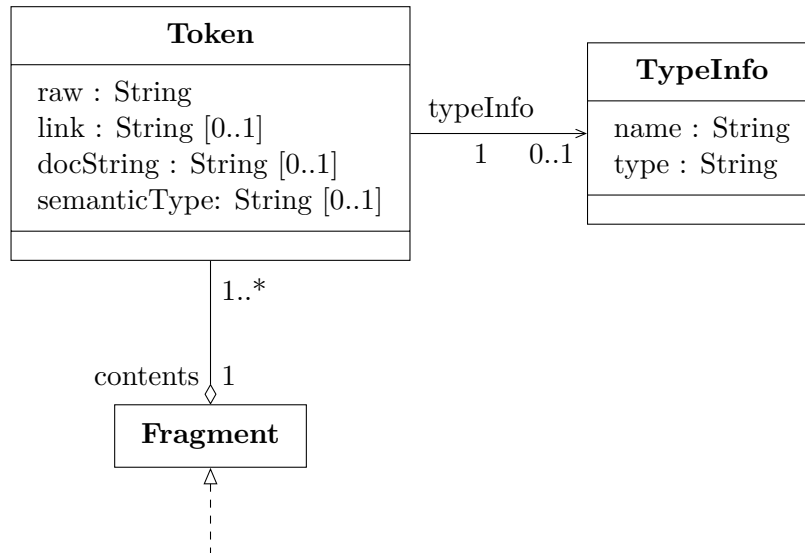 Token
raw : String
link : String [0..1]
docString : String [0..1]
semanticType: String [0..1]
typeInfo
1 0..1
TypeInfo
name : String
type : String
1..*
contents 1
Fragment